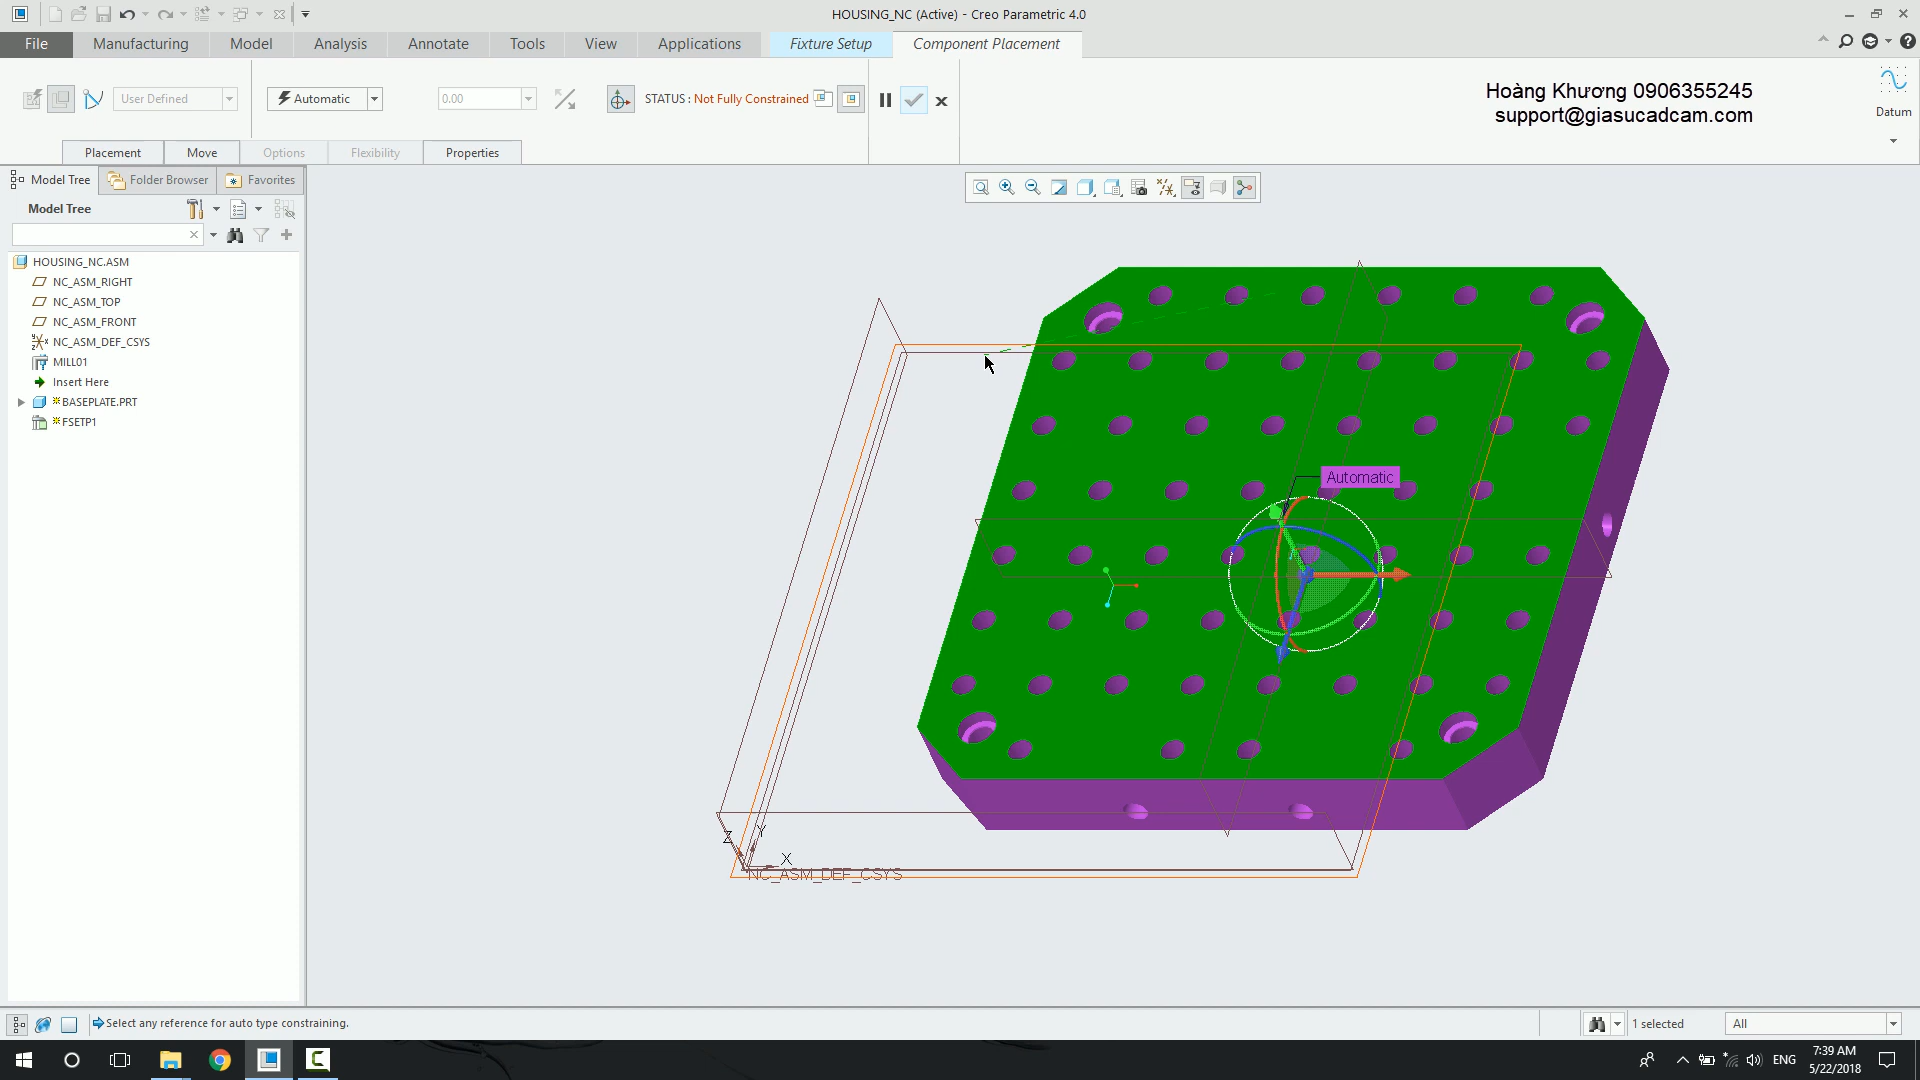 HOUSING_NC (Active) - Creo Parametric 4.0
File
Manufacturing
Model
Analysis
Annotate
Tools
View
Applications
Fixture Setup
Component Placement
User Defined
Automatic
0.00
STATUS : Not Fully Constrained
Hoàng Khương 0906355245
support@giasucadcam.com
Datum
Placement
Move
Options
Flexibility
Properties
Model Tree
Folder Browser
Favorites
Model Tree
HOUSING_NC.ASM
NC_ASM_RIGHT
NC_ASM_TOP
NC_ASM_FRONT
NC_ASM_DEF_CSYS
MILL01
Insert Here
BASEPLATE.PRT
FSETP1
Automatic
Z
Y
X
NC_ASM_DEF_CSYS
Select any reference for auto type constraining.
1 selected
All
ENG
7:39 AM
5/22/2018